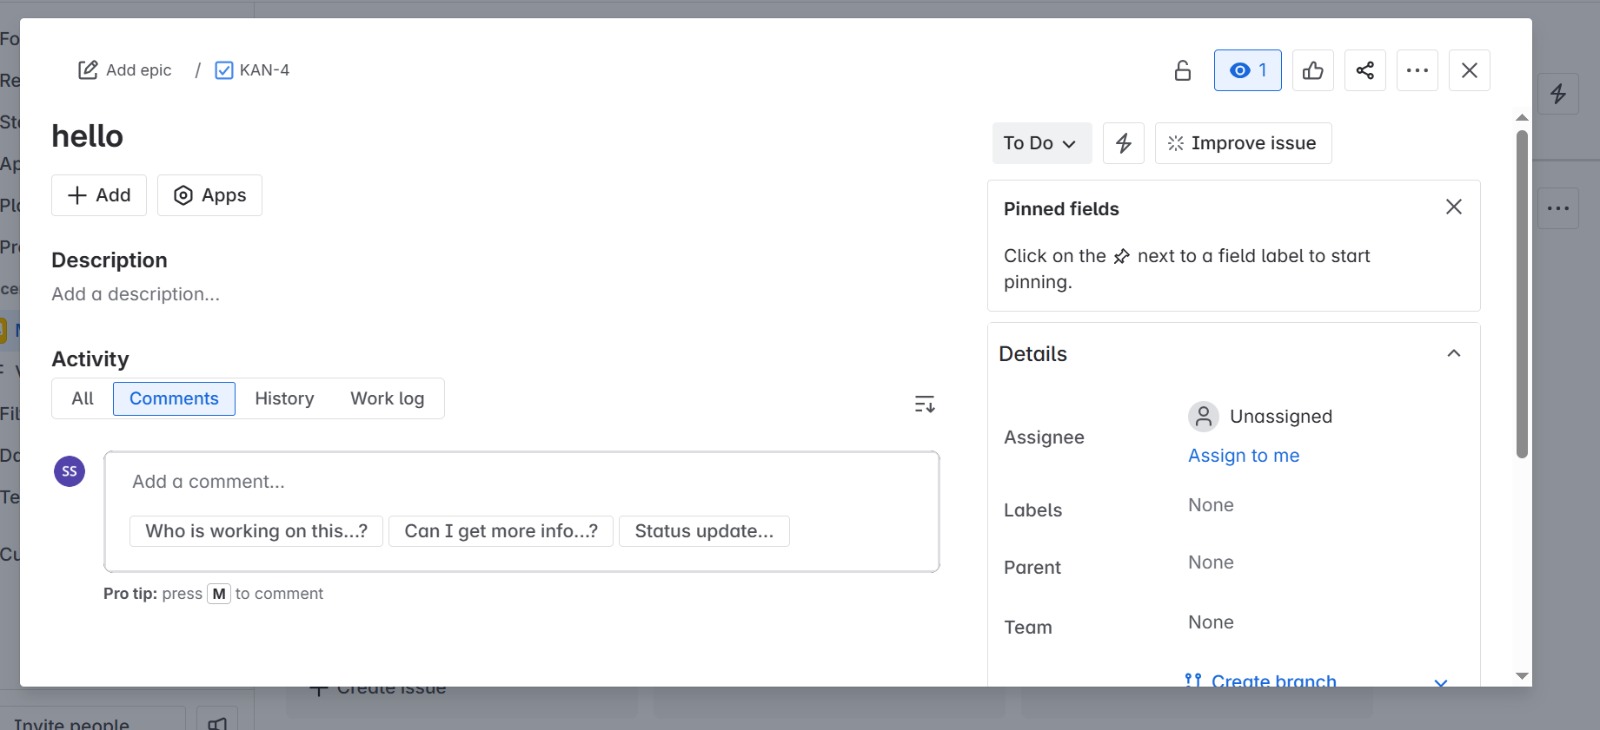 Add epic / KAN-4
1
hello
Add
Apps
Description
Add a description...
Activity
All
Comments
History
Work log
SS
Add a comment...
Who is working on this...?
Can I get more info...?
Status update...
Pro tip: press M to comment
To Do
Improve issue
Pinned fields
Click on the next to a field label to start
pinning.
Details
Assignee
Unassigned
Assign to me
Labels
None
Parent
None
Team
None
Create branch
Create issue
Invite people